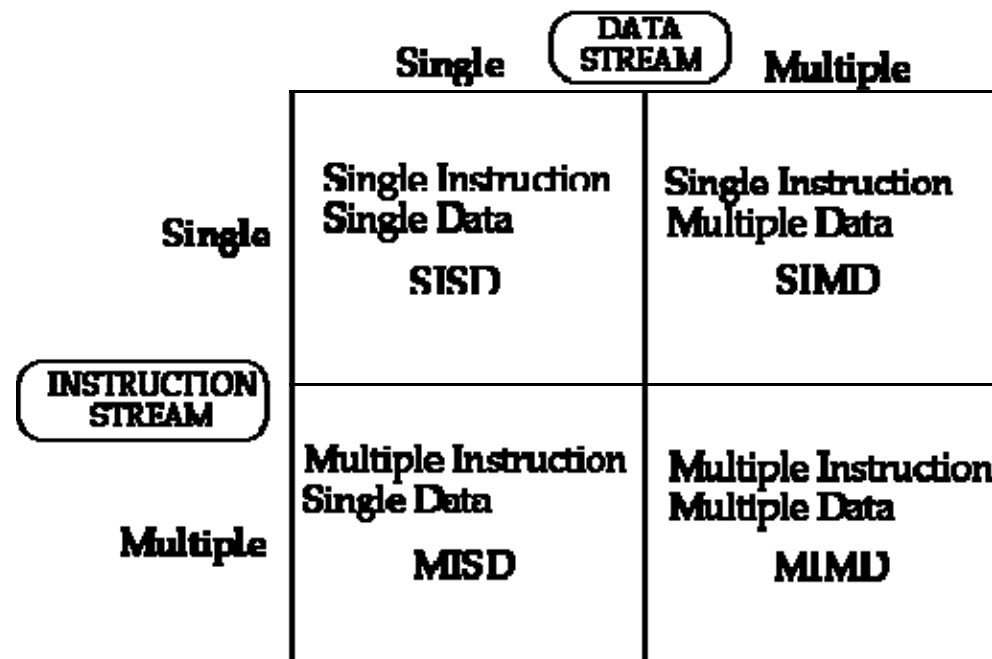 DATA
STREAM
Single
Multiple
Single Instruction
Single Data
SISD
Single Instruction
Multiple Data
SIMD
Single
INSTRUCTION
STREAM
Multiple Instruction
Single Data
MISD
Multiple Instruction
Multiple Data
MIMD
Multiple